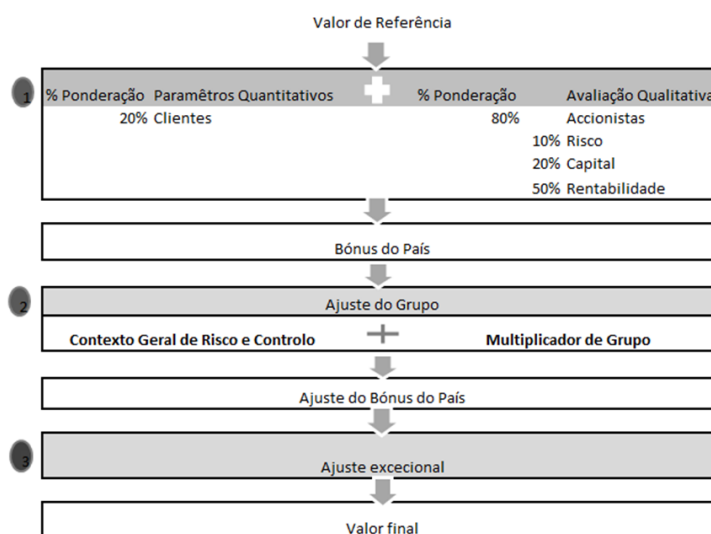 Valor de Referência
1 % Ponderação Paramêtros Quantitativos % Ponderação Avaliação Qualitativa
20% Clientes 80% Accionistas
10% Risco
20% Capital
50% Rentabilidade
Bónus do País
2 Ajuste do Grupo
Contexto Geral de Risco e Controlo + Multiplicador de Grupo
Ajuste do Bónus do País
3 Ajuste excecional
Valor final